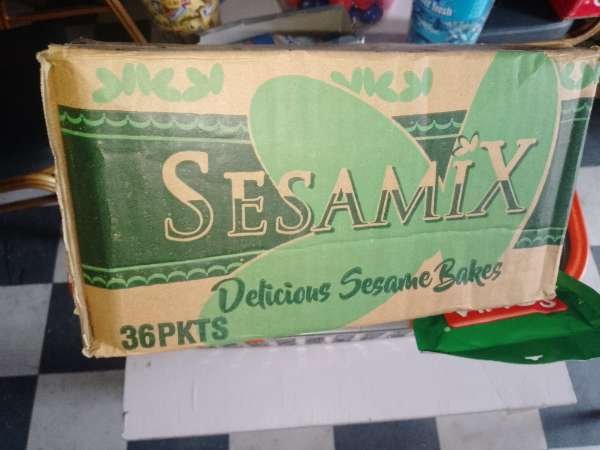 SESAMIX
Delicious Sesame Bakes
36PKTS